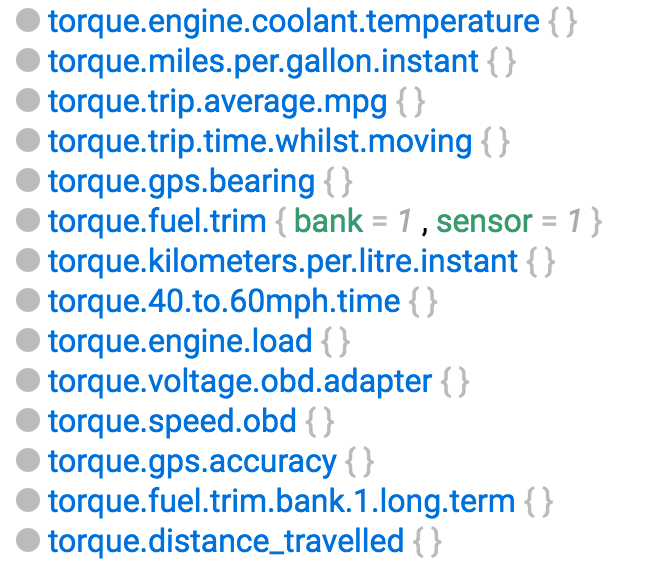 torque.engine.coolant.temperature {}
torque.miles.per.gallon.instant {}
torque.trip.average.mpg {}
torque.trip.time.whilst.moving {}
torque.gps.bearing {}
torque.fuel.trim { bank = 1 , sensor = 1 }
torque.kilometers.per.litre.instant {}
torque.40.to.60mph.time {}
torque.engine.load {}
torque.voltage.obd.adapter {}
torque.speed.obd {}
torque.gps.accuracy {}
torque.fuel.trim.bank.1.long.term {}
torque.distance_travelled {}